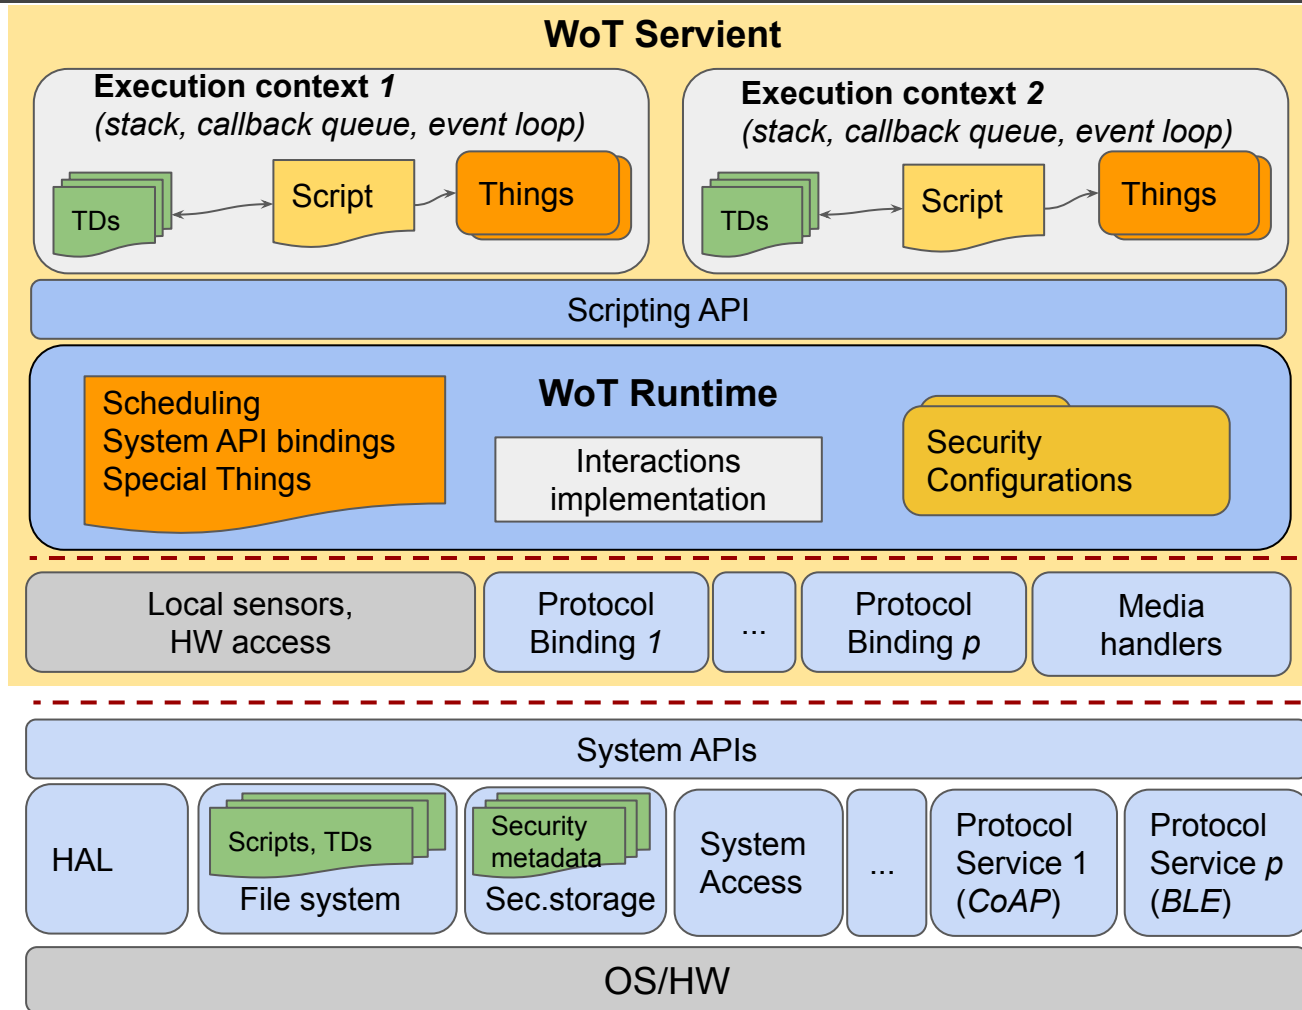 WoT Servient
Execution context 1
(stack, callback queue, event loop)
TDs
Script
Things
Execution context 2
(stack, callback queue, event loop)
TDs
Script
Things
Scripting API
WoT Runtime
Scheduling
System API bindings
Special Things
Interactions
implementation
Security
Configurations
Local sensors,
HW access
Protocol
Binding 1
...
Protocol
Binding p
Media
handlers
System APIs
HAL
Scripts, TDs
File system
Security
metadata
Sec.storage
System
Access
...
Protocol
Service 1
(CoAP)
Protocol
Service p
(BLE)
OS/HW